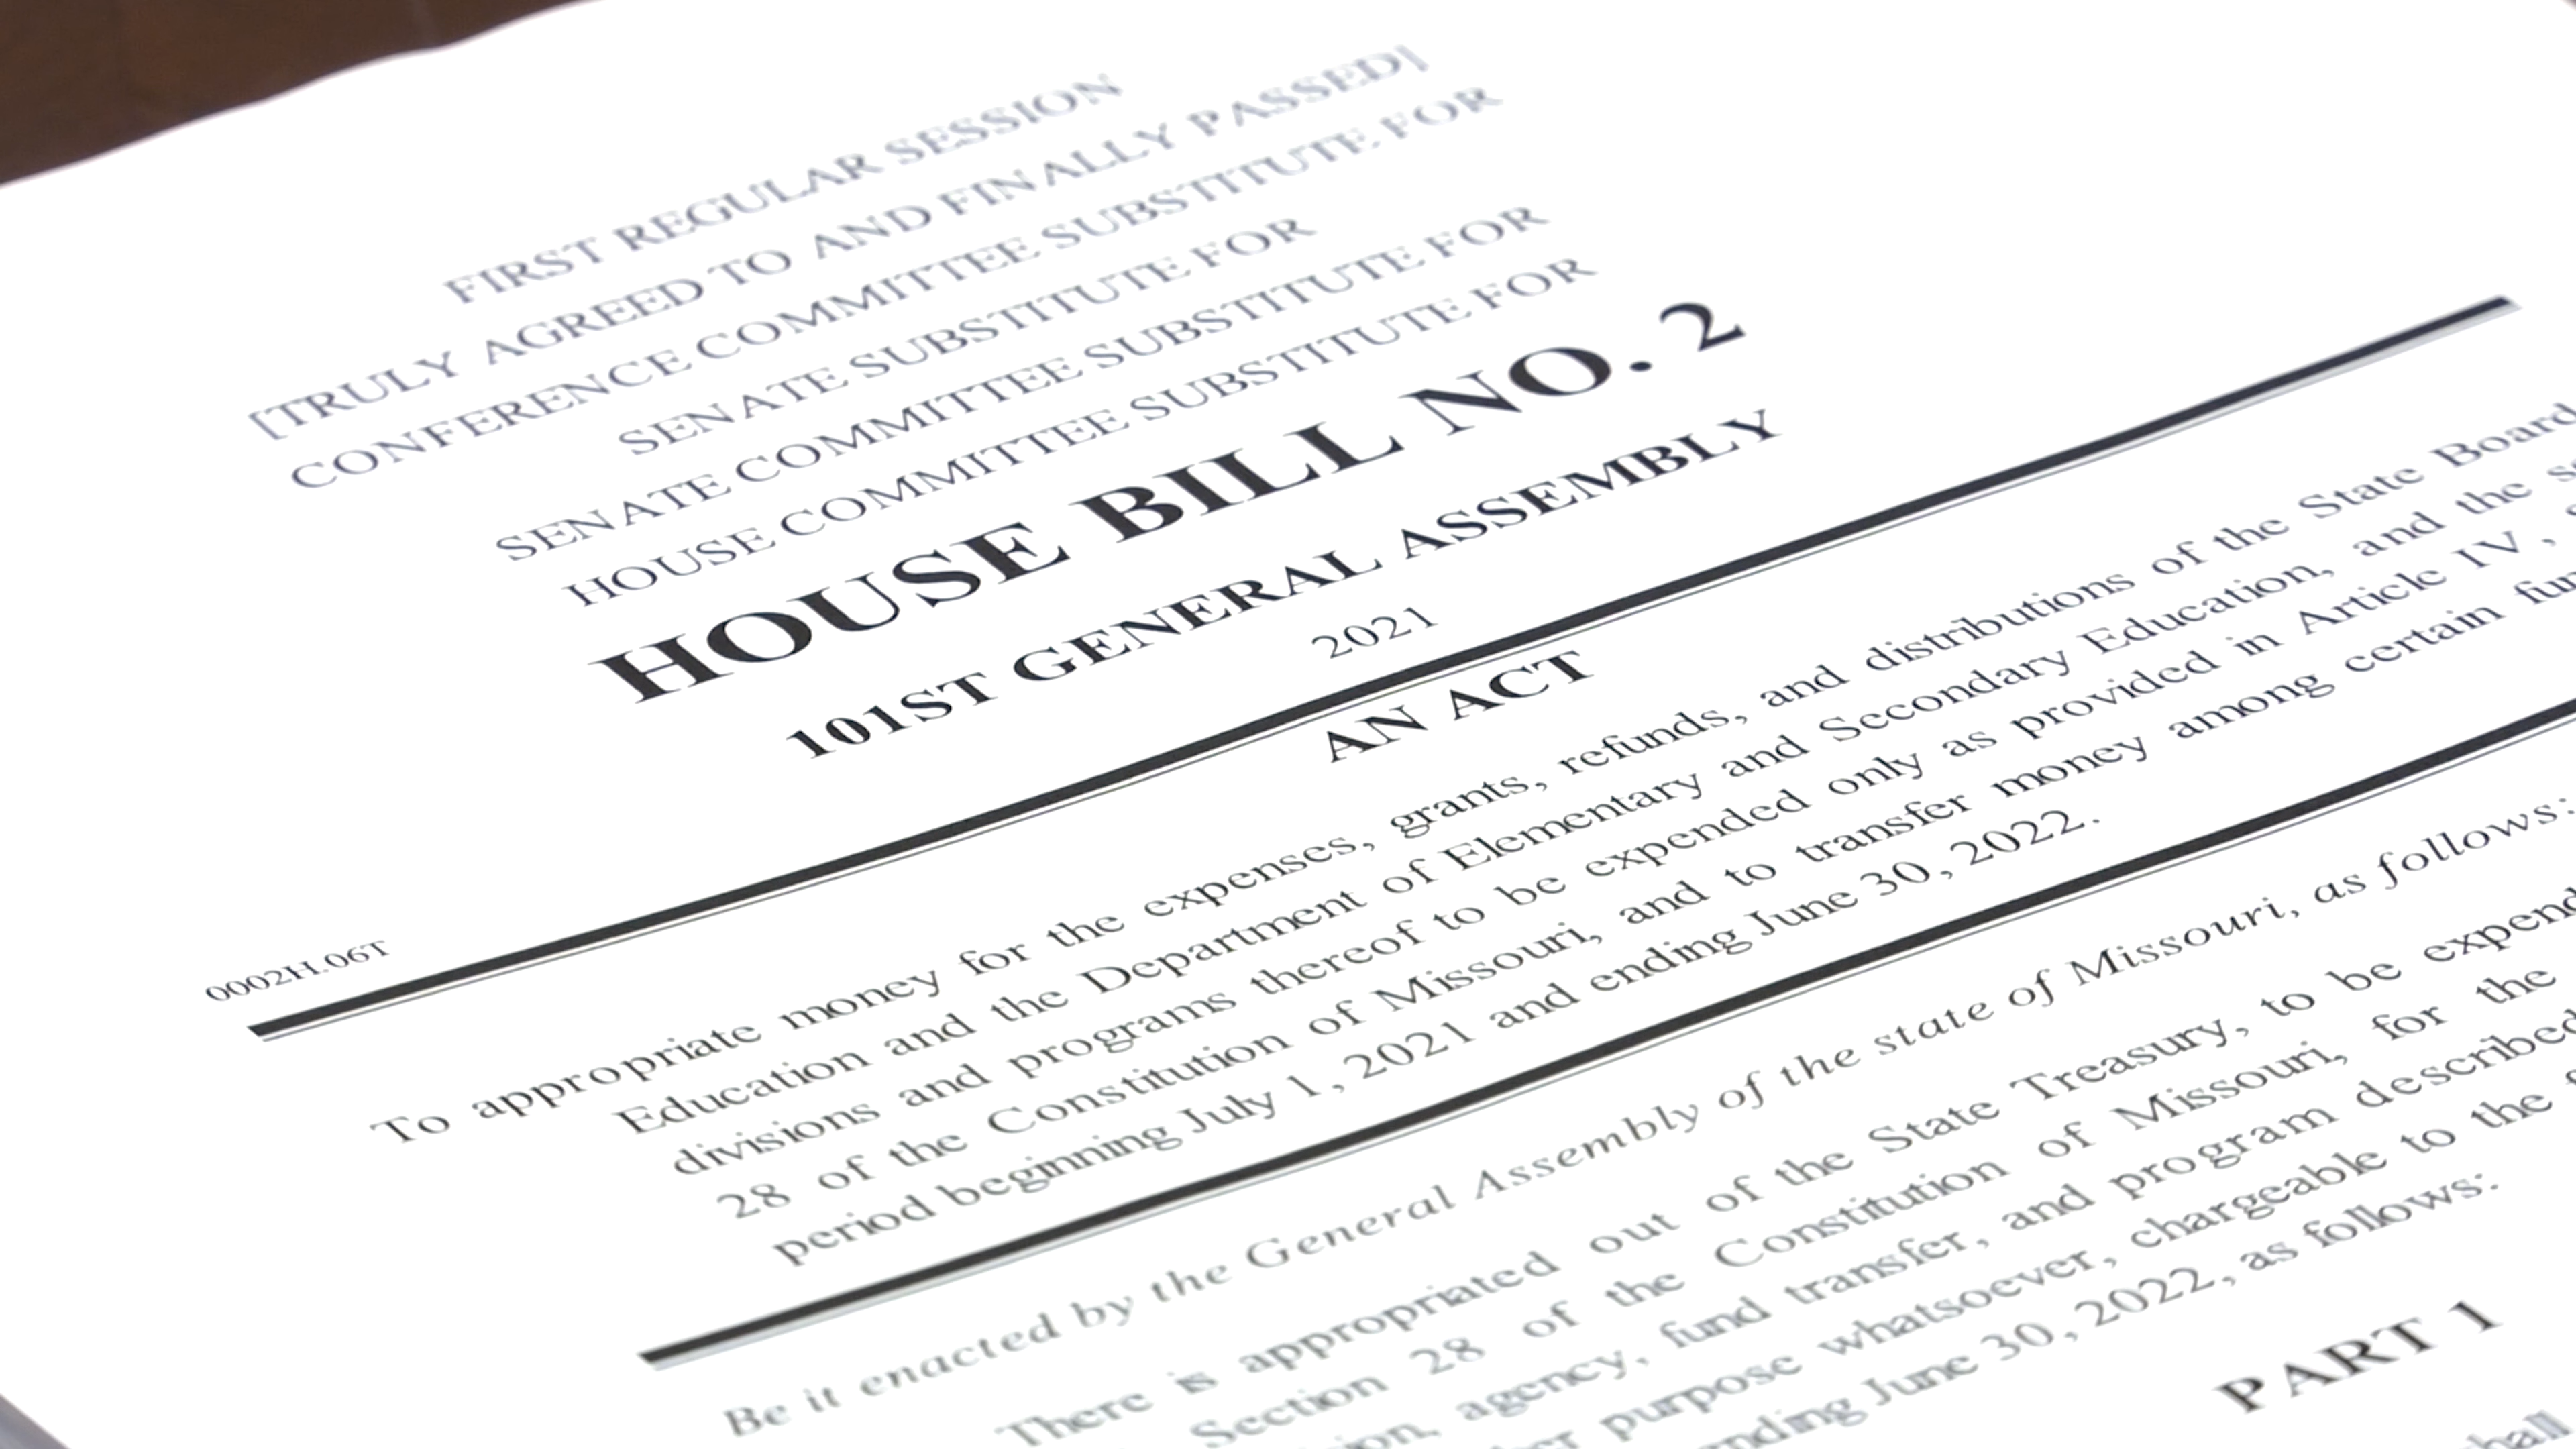 FIRST REGULAR SESSION
[TRULY AGREED TO AND FINALLY PASSED]
CONFERENCE COMMITTEE SUBSTITUTE FOR
SENATE SUBSTITUTE FOR
SENATE COMMITTEE SUBSTITUTE FOR
HOUSE COMMITTEE SUBSTITUTE FOR
HOUSE BILL NO. 2
101ST GENERAL ASSEMBLY
2021
0002H.06T
AN ACT
To appropriate money for the expenses, grants, refunds, and distributions of the State Board
Education and the Department of Elementary and Secondary Education, and the
divisions and programs thereof to be expended only as provided in Article IV,
28 of the Constitution of Missouri, and to transfer money among certain
period beginning July 1, 2021 and ending June 30, 2022.
Be it enacted by the General Assembly of the state of Missouri, as follows:
There is appropriated out of the State Treasury, to be
Section 28 of the Constitution of Missouri, for the
agency, fund transfer, and program described
purpose whatsoever, chargeable to the
June 30, 2022, as follows:
PART 1